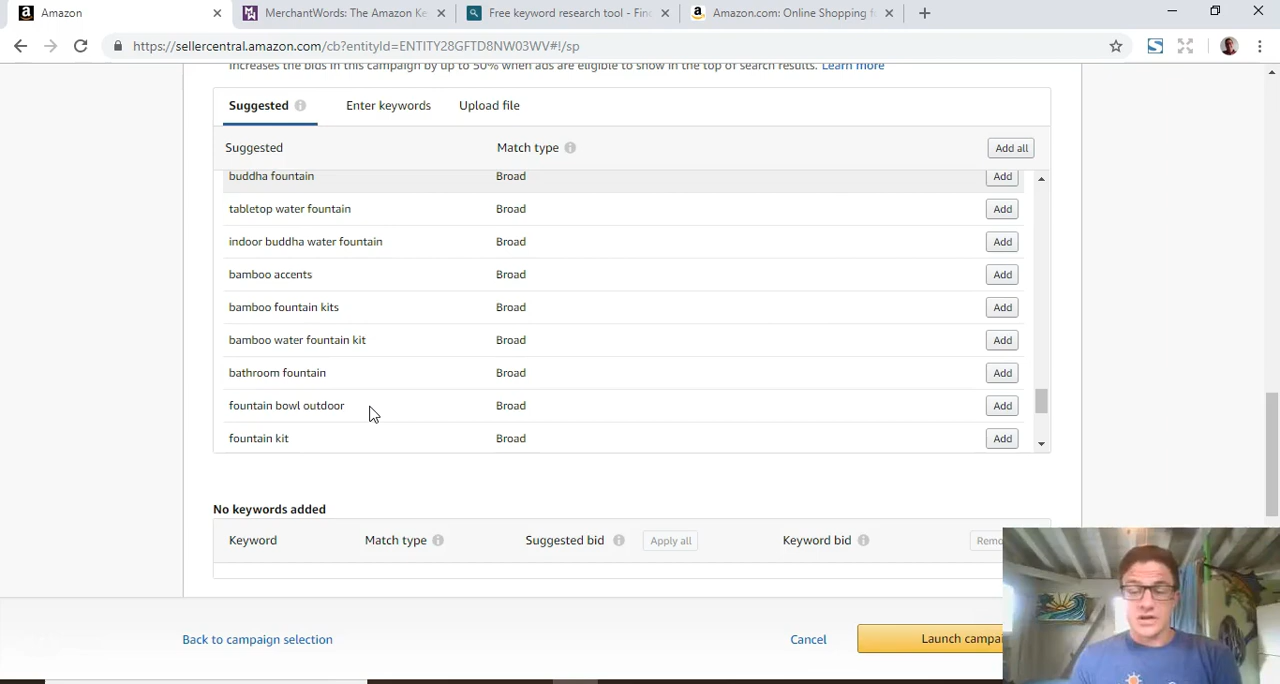 Amazon
MerchantWords: The Amazon Ke
Free keyword research tool - Find
Amazon.com: Online Shopping f
https://sellercentral.amazon.com/cb?entityId=ENTITY28GFTD8NW03WV#!/sp
increases the bids in this campaign by up to 50% when ads are eligible to show in the top of search results. Learn more
Suggested Enter keywords Upload file
Suggested Match type Add all
buddha fountain Broad Add
tabletop water fountain Broad Add
indoor buddha water fountain Broad Add
bamboo accents Broad Add
bamboo fountain kits Broad Add
bamboo water fountain kit Broad Add
bathroom fountain Broad Add
fountain bowl outdoor Broad Add
fountain kit Broad Add
No keywords added
Keyword Match type Suggested bid Apply all Keyword bid Remo
Back to campaign selection Cancel Launch campa